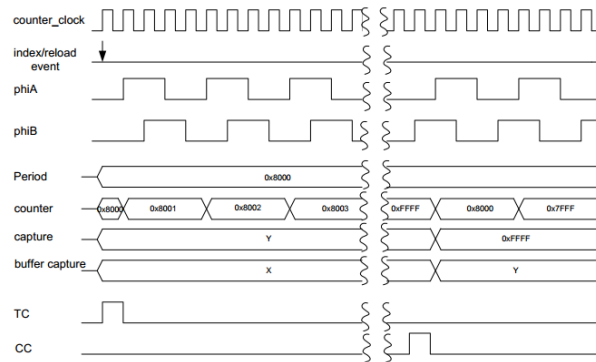 counter_clock
index/reload
event
phiA
phiB
Period 0x8000
counter 0x8000 0x8001 0x8002 0x8003 0xFFFF 0x8000 0x7FFF
capture Y 0xFFFF
buffer capture X Y
TC
CC